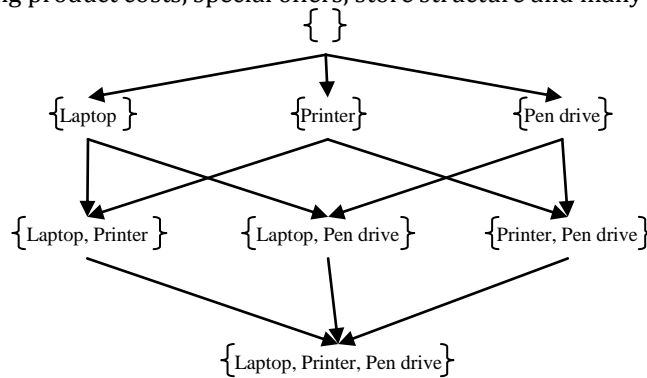 ng product costs, special offers, store structure and many
{ }
{Laptop } {Printer} {Pen drive}
{Laptop, Printer } {Laptop, Pen drive} {Printer, Pen drive}
{Laptop, Printer, Pen drive}